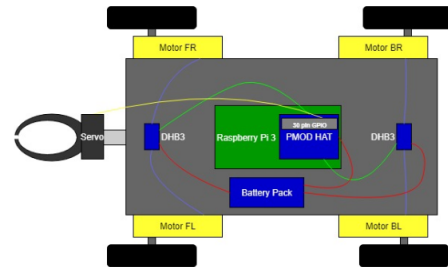 Motor FR
Motor BR
36 pin GPIO
Servo
DHB3
Raspberry Pi 3
PMOD HAT
DHB3
Battery Pack
Motor FL
Motor BL